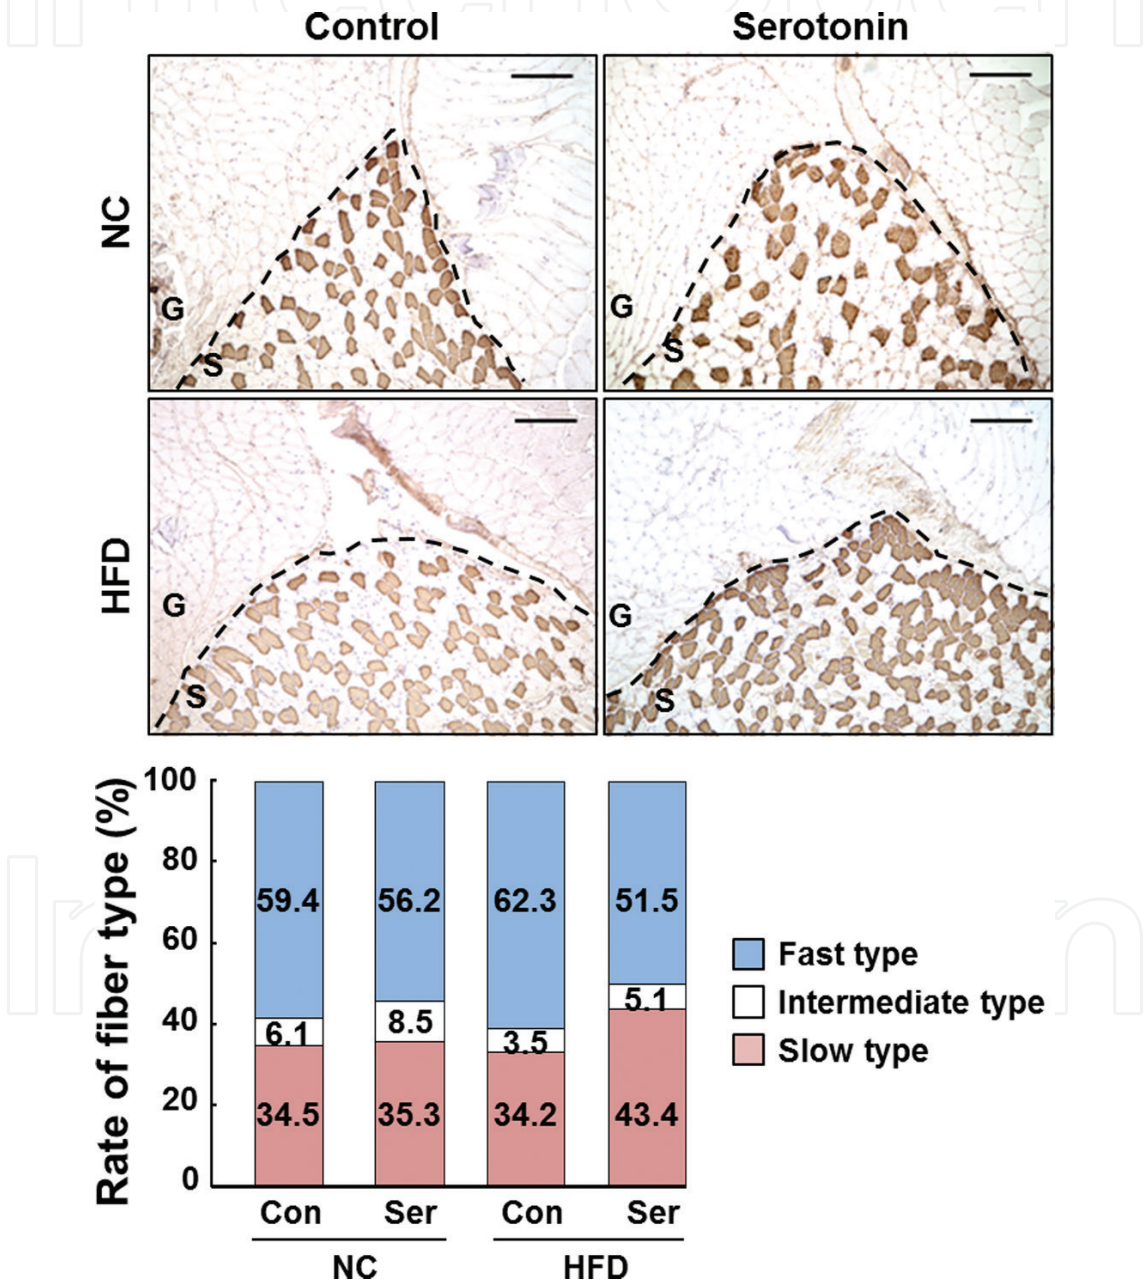 Control Serotonin
NC
G
S
G
S
HFD
G
S
G
S
Rate of fiber type (%)
100
80
60
40
20
0
59.4 56.2 62.3 51.5
6.1 8.5 3.5 5.1
34.5 35.3 34.2 43.4
Fast type
Intermediate type
Slow type
Con Ser Con Ser
NC HFD